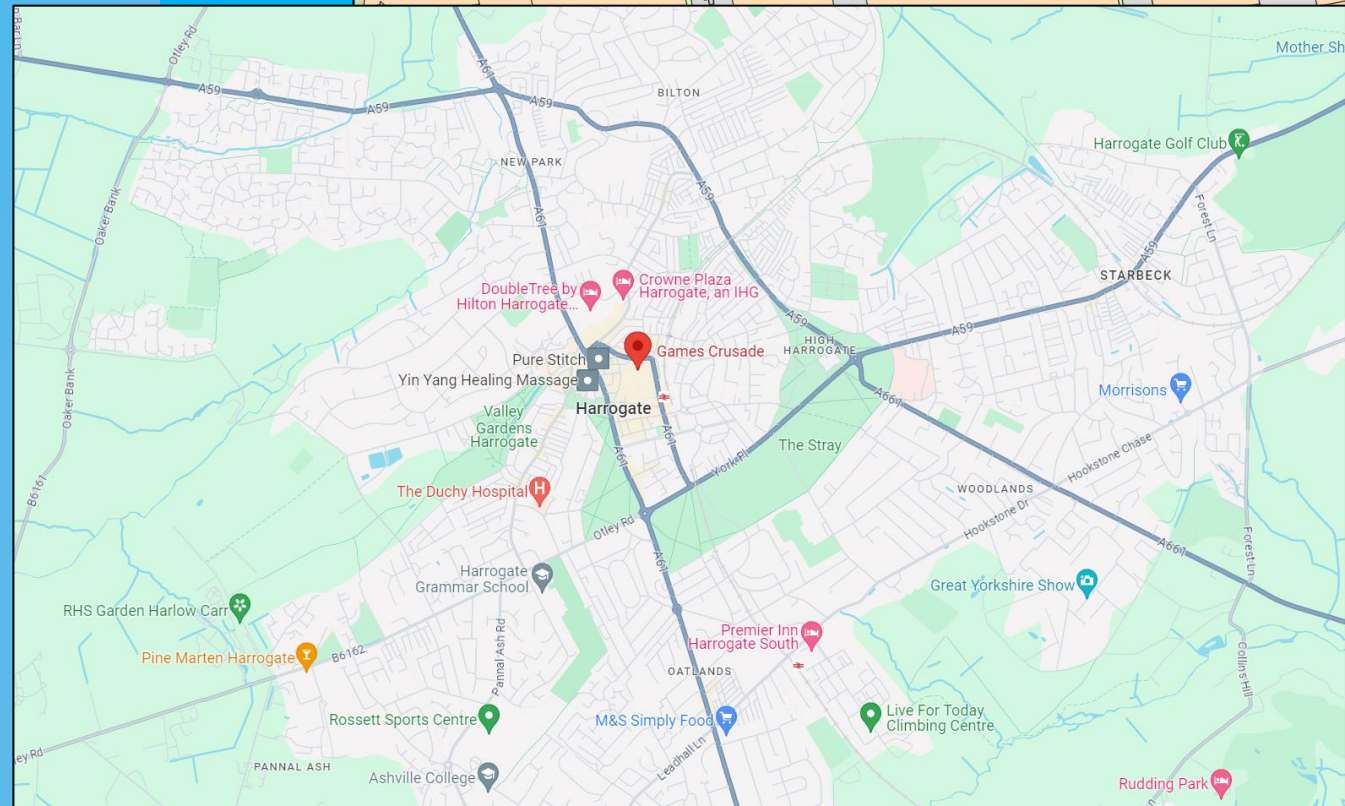 Otley Rd
A61
Mother Sh
A59
A59
A59
BILTON
Harrogate Golf Club
NEW PARK
A59
Oaker Bank
Forest Ln
A61
A59
STARBECK
DoubleTree by
Hilton Harrogate...
Crowne Plaza
Harrogate, an IHG
A59
A59
HIGH
HARROGATE
Pure Stitch
Games Crusade
Yin Yang Healing Massage
Morrisons
Oaker Bank
Harrogate
A661
Valley
Gardens
Harrogate
A61
A61
The Stray
Hookstone Chase
York Pl
B6161
The Duchy Hospital
WOODLANDS
Otley Rd
Hookstone Dr
A661
A61
Forest Ln
Harrogate
Grammar School
Great Yorkshire Show
RHS Garden Harlow Carr
Pannal Ash Rd
Premier Inn
Harrogate South
Pine Marten Harrogate
B6162
OATLANDS
Collins Hill
Rossett Sports Centre
M&S Simply Food
Live For Today
Climbing Centre
ey Rd
PANNAL ASH
Leadhall Ln
Ashville College
Rudding Park